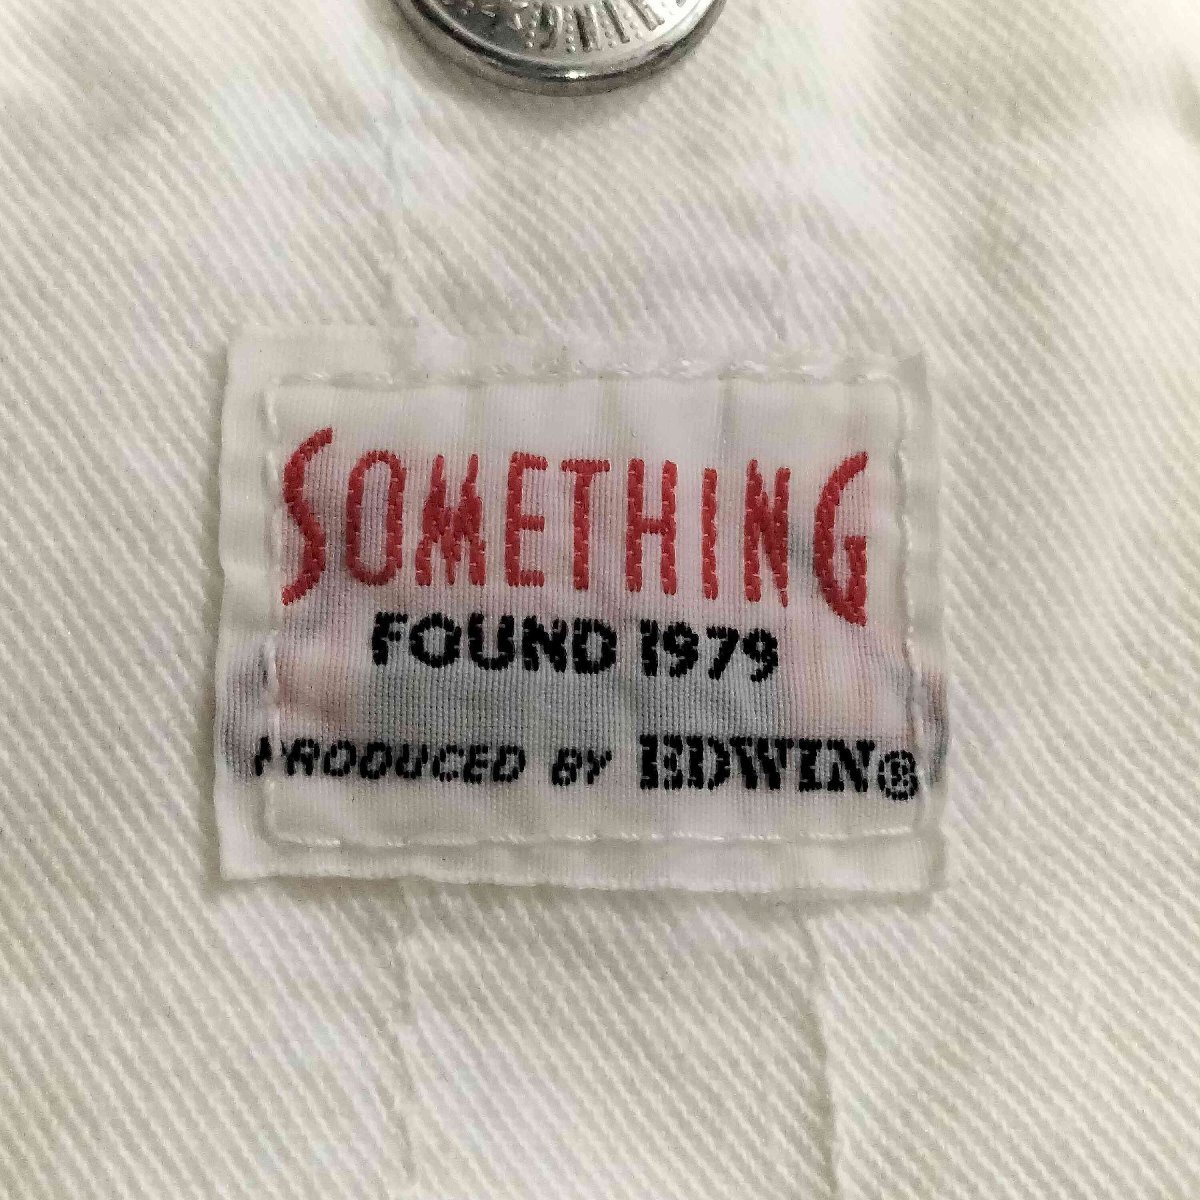 SOMETHING
FOUND 1979
PRODUCED BY EDWIN®